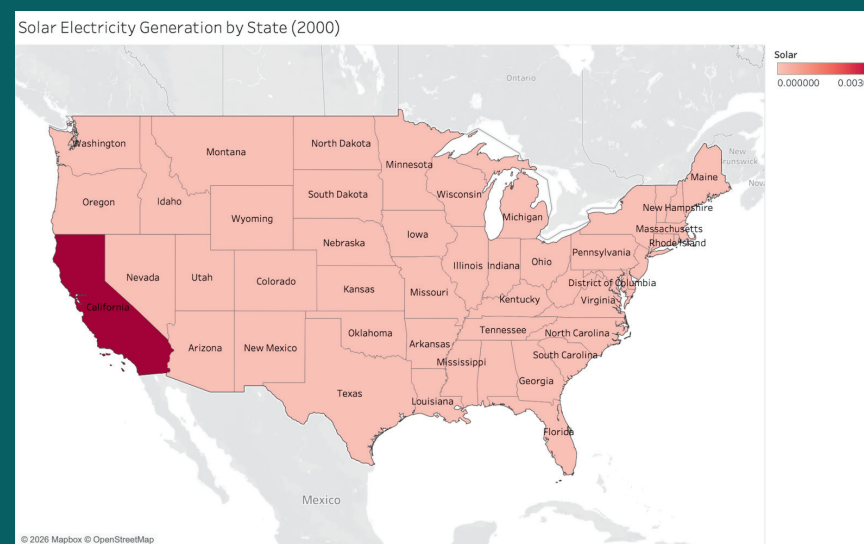 Solar Electricity Generation by State (2000)
Solar
0.000000
Ontario
Washington
Montana
North Dakota
Minnesota
Maine
New
Oregon
Idaho
South Dakota
Wisconsin
Michigan
New Hampshire
Wyoming
Massachusetts
Rhode Island
Nebraska
Iowa
Nevada
Utah
Colorado
Illinois
Indiana
Ohio
Pennsylvania
District of Columbia
Kansas
Missouri
Virginia
California
Kentucky
Oklahoma
Tennessee
North Carolina
Arizona
New Mexico
Arkansas
South Carolina
Mississippi
Georgia
Texas
Louisiana
Florida
Mexico
© 2026 Mapbox © OpenStreetMap